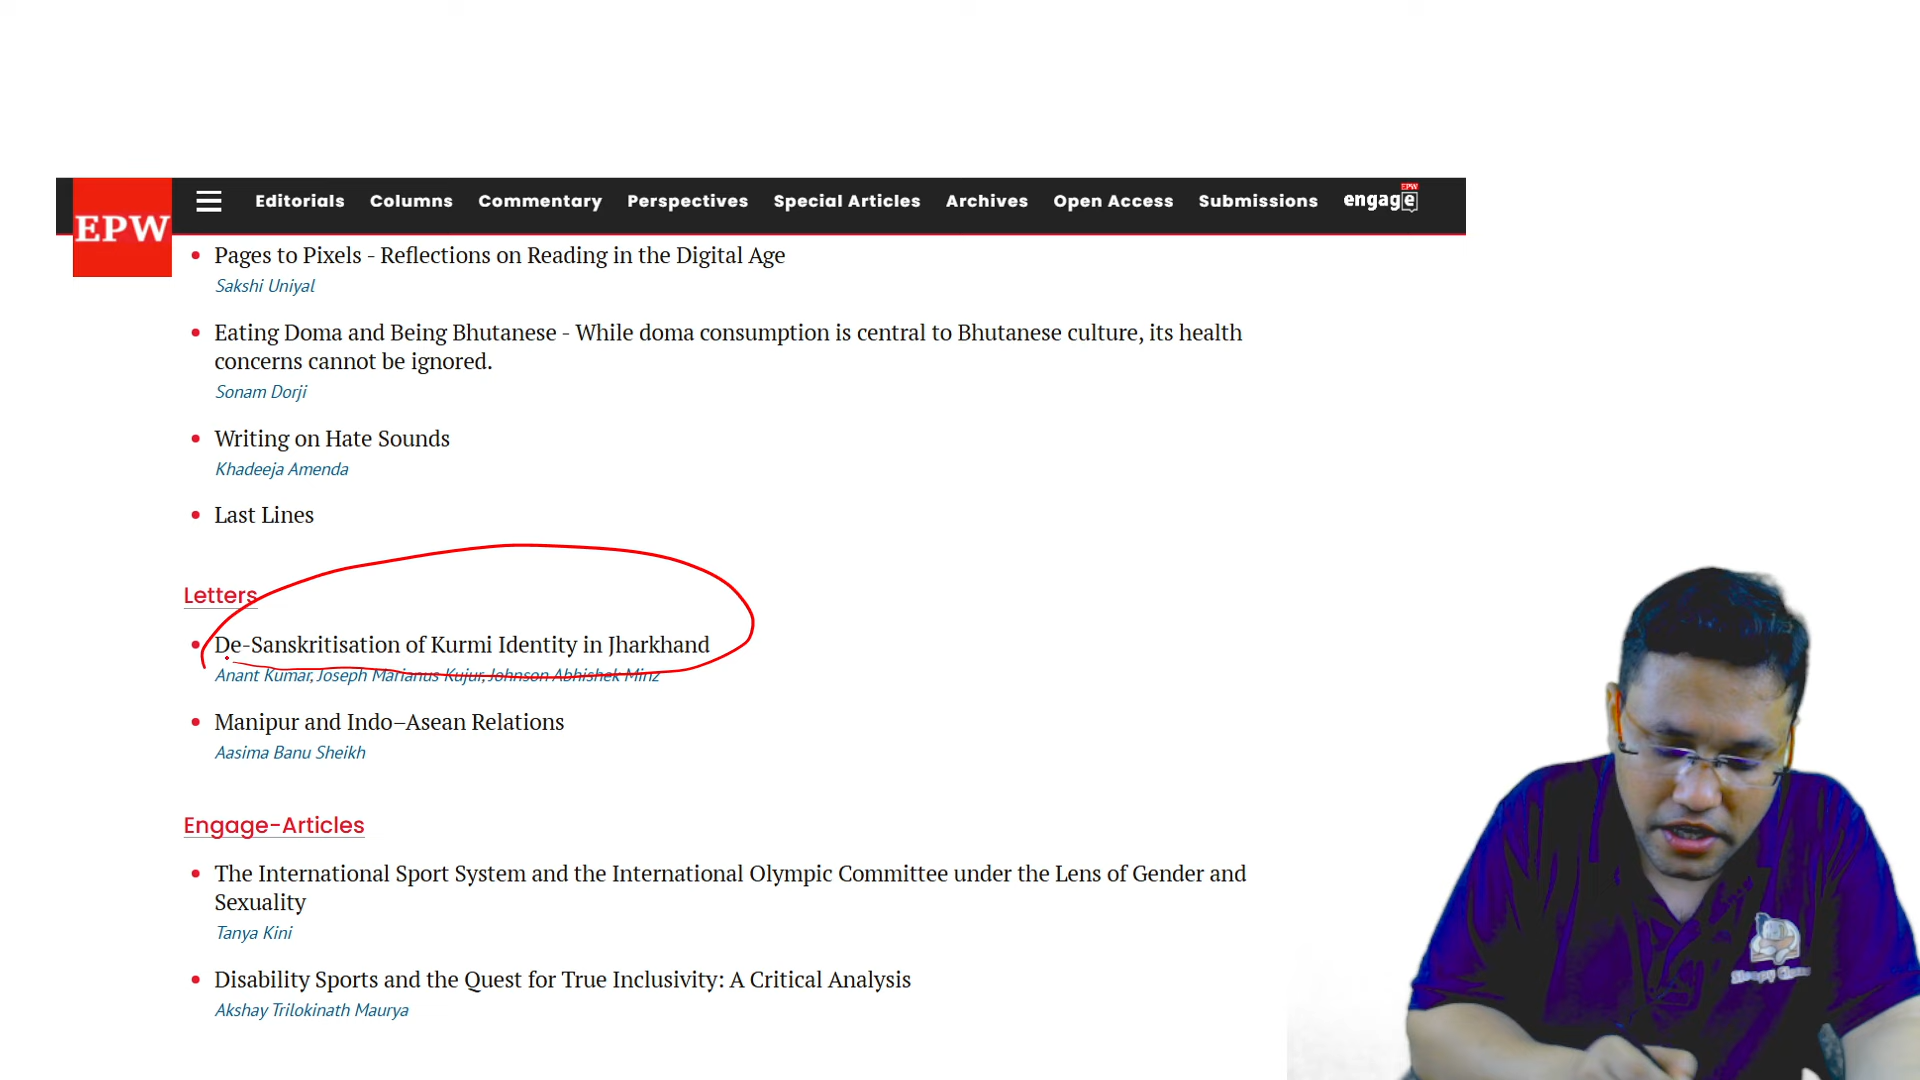 Editorials Columns Commentary Perspectives Special Articles Archives Open Access Submissions engage EPW
EPW
Pages to Pixels - Reflections on Reading in the Digital Age
Sakshi Uniyal
Eating Doma and Being Bhutanese - While doma consumption is central to Bhutanese culture, its health
concerns cannot be ignored.
Sonam Dorji
Writing on Hate Sounds
Khadeeja Amenda
Last Lines
Letters
De-Sanskritisation of Kurmi Identity in Jharkhand
Anant Kumar, Joseph Marianus Kujur, Johnson Abhishek Minz
Manipur and Indo–Asean Relations
Aasima Banu Sheikh
Engage-Articles
The International Sport System and the International Olympic Committee under the Lens of Gender and
Sexuality
Tanya Kini
Disability Sports and the Quest for True Inclusivity: A Critical Analysis
Akshay Trilokinath Maurya